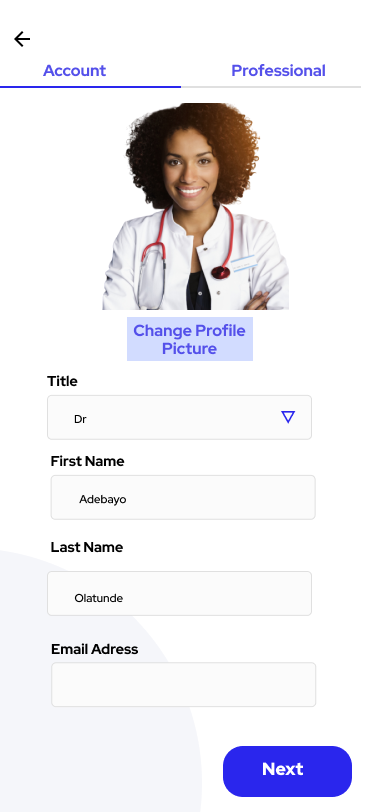 Account Professional
Change Profile
Picture
Title
Dr
First Name
Adebayo
Last Name
Olatunde
Email Adress
Next